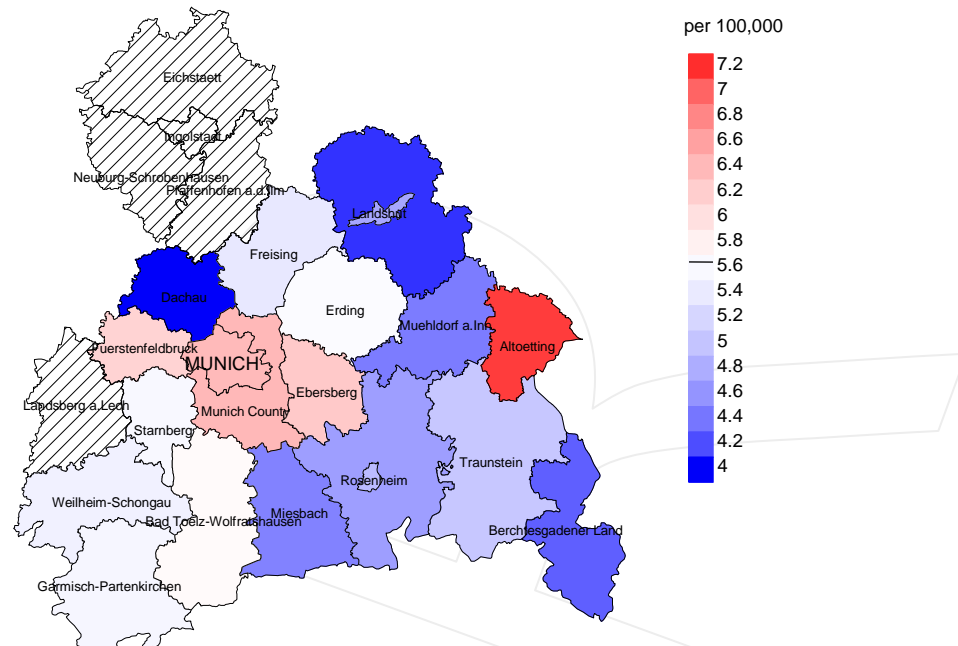 per 100,000
7.2
7
6.8
6.6
6.4
6.2
6
5.8
5.6
5.4
5.2
5
4.8
4.6
4.4
4.2
4
Eichstaett
Ingolstadt
Neuburg-Schrobenhausen
Pfaffenhofen a.d.Ilm
Landshut
Freising
Dachau
Erding
Muehldorf a.Inn
Altoetting
Fuerstenfeldbruck
MUNICH
Ebersberg
Landsberg a.Lech
Munich County
Starnberg
Traunstein
Rosenheim
Weilheim-Schongau
Miesbach
Bad Toelz-Wolfratshausen
Berchtesgadener Land
Garmisch-Partenkirchen